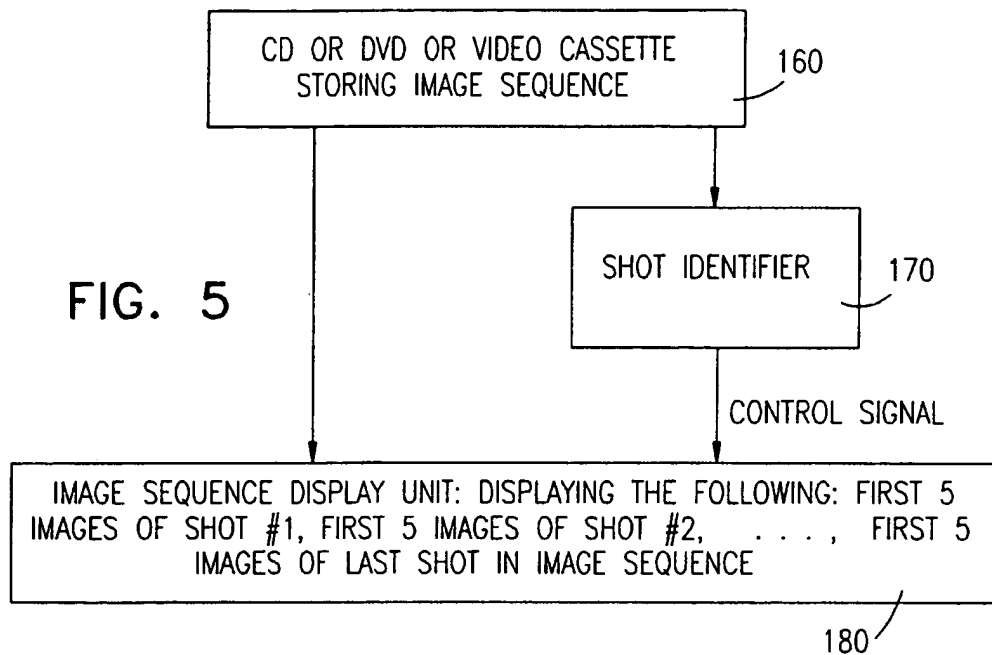 CD OR DVD OR VIDEO CASSETTE
STORING IMAGE SEQUENCE
160
SHOT IDENTIFIER
170
FIG. 5
CONTROL SIGNAL
IMAGE SEQUENCE DISPLAY UNIT: DISPLAYING THE FOLLOWING: FIRST 5
IMAGES OF SHOT #1, FIRST 5 IMAGES OF SHOT #2, . . . . , FIRST 5
IMAGES OF LAST SHOT IN IMAGE SEQUENCE
180